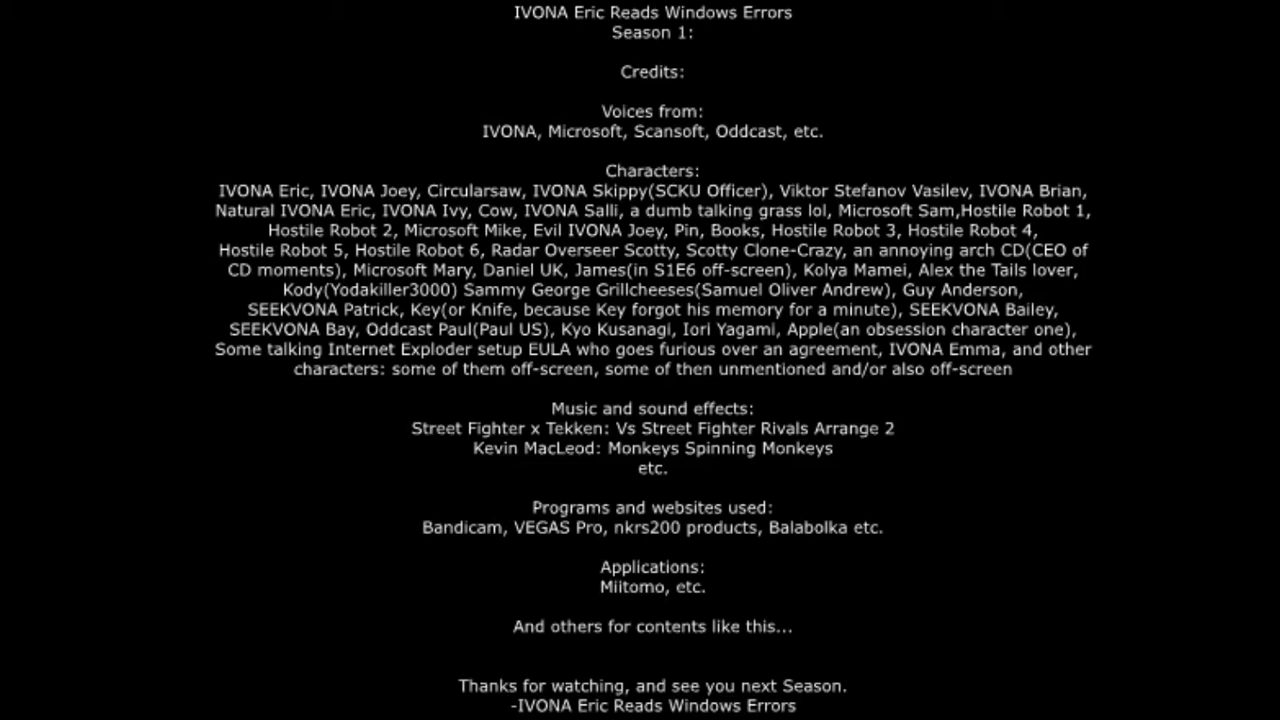 IVONA Eric Reads Windows Errors
Season 1:
Credits:
Voices from:
IVONA, Microsoft, Scansoft, Oddcast, etc.
Characters:
IVONA Eric, IVONA Joey, Circularsaw, IVONA Skippy(SCKU Officer), Viktor Stefanov Vasilev, IVONA Brian,
Natural IVONA Eric, IVONA Ivy, Cow, IVONA Salli, a dumb talking grass lol, Microsoft Sam,Hostile Robot 1,
Hostile Robot 2, Microsoft Mike, Evil IVONA Joey, Pin, Books, Hostile Robot 3, Hostile Robot 4,
Hostile Robot 5, Hostile Robot 6, Radar Overseer Scotty, Scotty Clone-Crazy, an annoying arch CD(CEO of
CD moments), Microsoft Mary, Daniel UK, James(in S1E6 off-screen), Kolya Mamei, Alex the Tails lover,
Kody(Yodakiller3000) Sammy George Grillcheeses(Samuel Oliver Andrew), Guy Anderson,
SEEKVONA Patrick, Key(or Knife, because Key forgot his memory for a minute), SEEKVONA Bailey,
SEEKVONA Bay, Oddcast Paul(Paul US), Kyo Kusanagi, Iori Yagami, Apple(an obsession character one),
Some talking Internet Exploder setup EULA who goes furious over an agreement, IVONA Emma, and other
characters: some of them off-screen, some of then unmentioned and/or also off-screen
Music and sound effects:
Street Fighter x Tekken: Vs Street Fighter Rivals Arrange 2
Kevin MacLeod: Monkeys Spinning Monkeys
etc.
Programs and websites used:
Bandicam, VEGAS Pro, nkrs200 products, Balabolka etc.
Applications:
Miitomo, etc.
And others for contents like this...
Thanks for watching, and see you next Season.
-IVONA Eric Reads Windows Errors